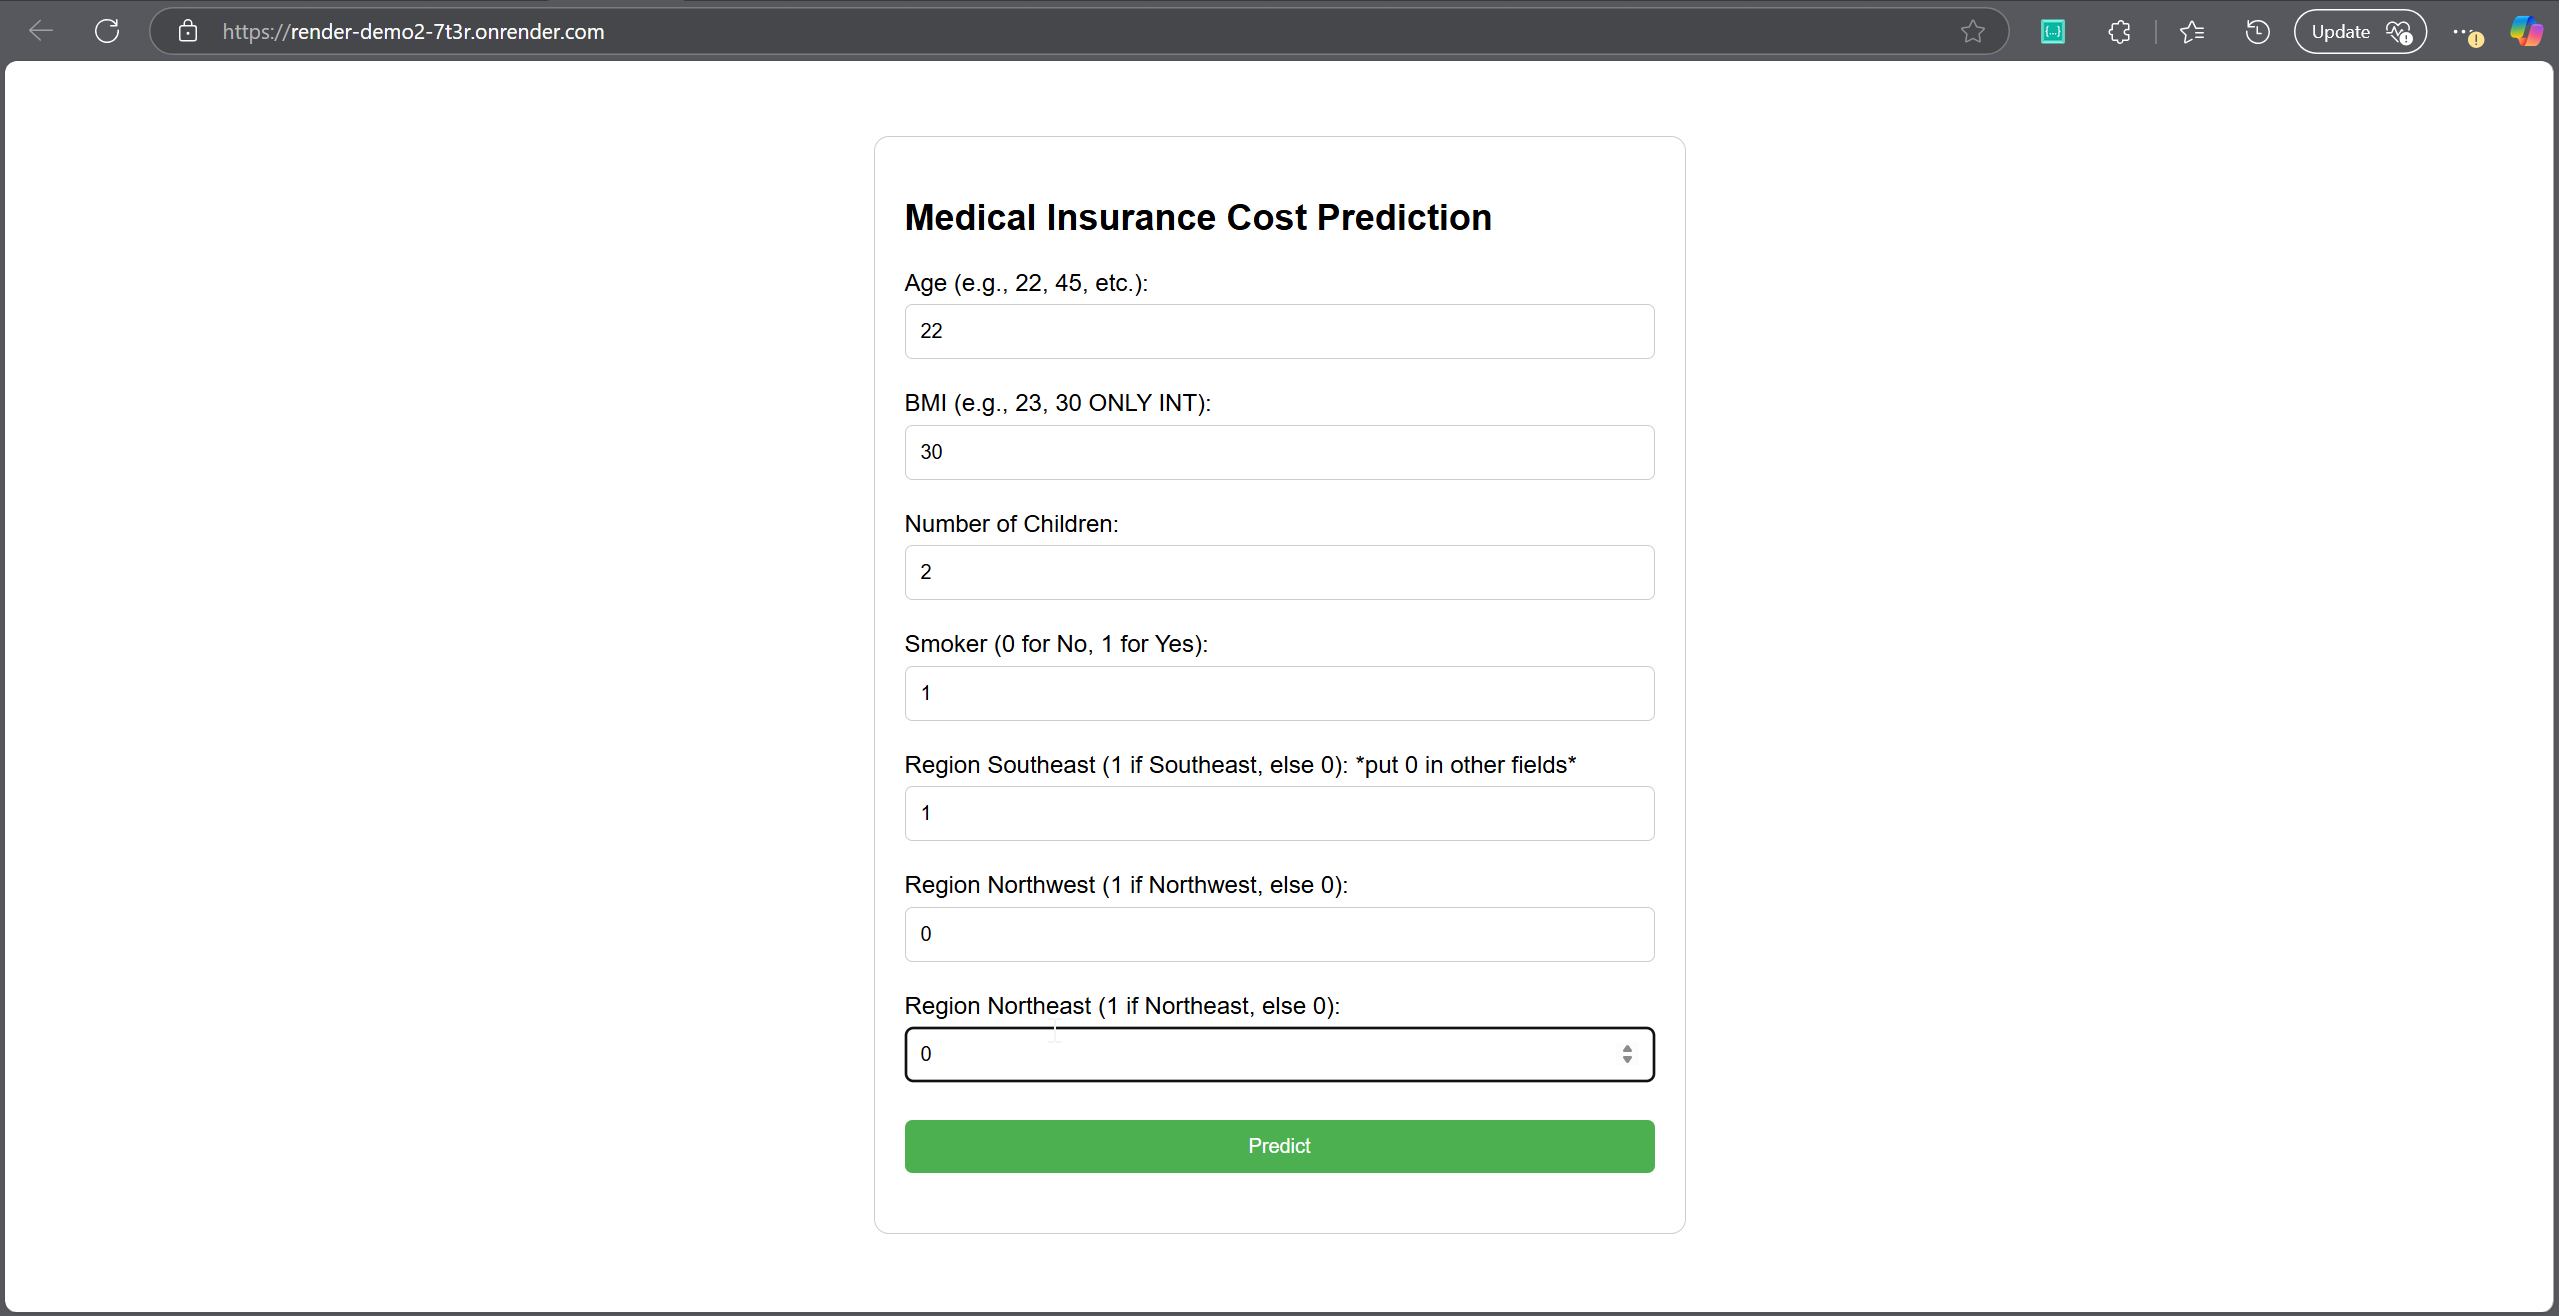 https://render-demo2-7t3r.onrender.com
{...}
Update
Medical Insurance Cost Prediction
Age (e.g., 22, 45, etc.):
22
BMI (e.g., 23, 30 ONLY INT):
30
Number of Children:
2
Smoker (0 for No, 1 for Yes):
1
Region Southeast (1 if Southeast, else 0): *put 0 in other fields*
1
Region Northwest (1 if Northwest, else 0):
0
Region Northeast (1 if Northeast, else 0):
0
Predict